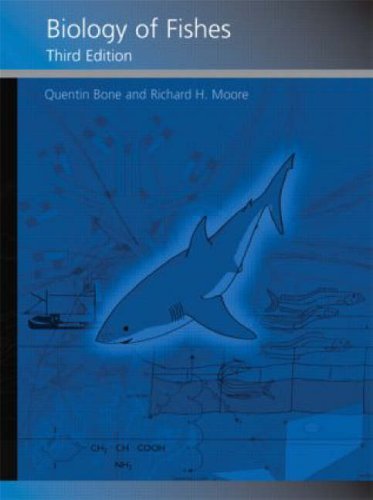 Biology of Fishes
Third Edition
Quentin Bone and Richard H. Moore
CH₂ CH COOH
NH₂